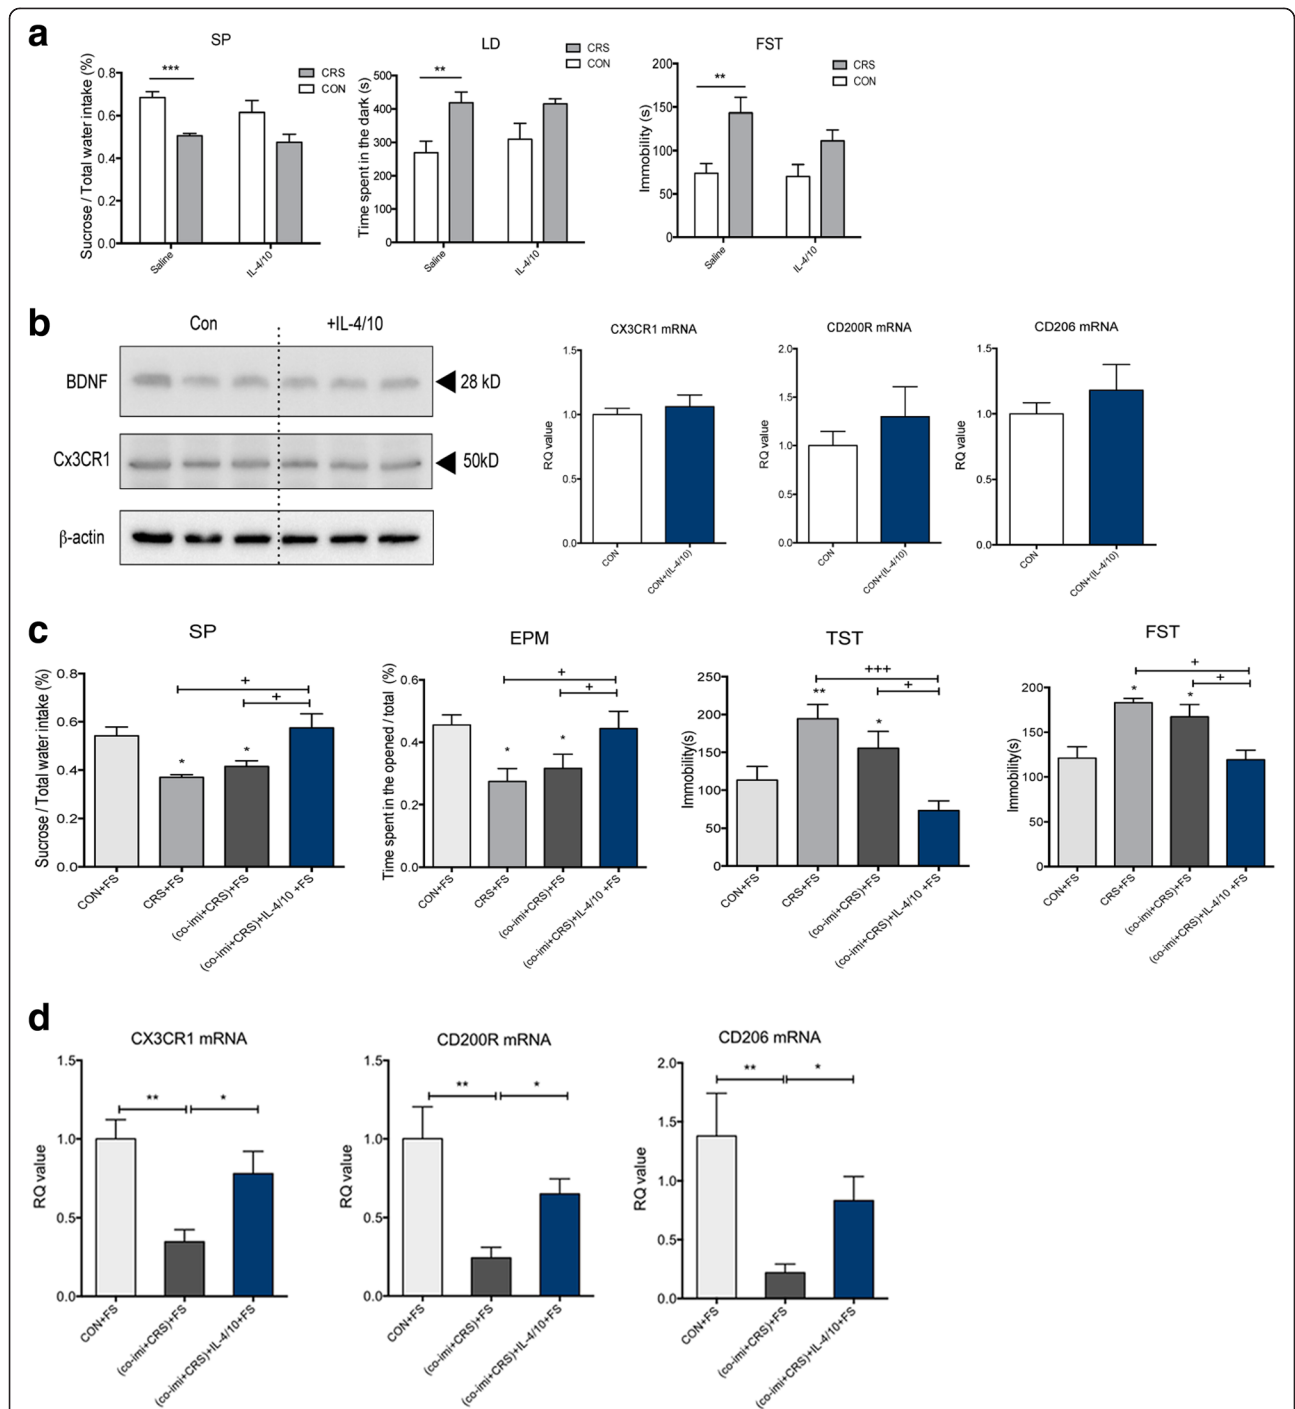 a
SP
Sucrose / Total water intake (%)
0.8
0.6
0.4
0.2
0.0
***
CRS
CON
Saline
IL-4/10
LD
Time spent in the dark (s)
500
400
300
200
100
0
**
CRS
CON
Saline
IL-4/10
FST
Immobility (s)
200
150
100
50
0
**
CRS
CON
Saline
IL-4/10
b
Con
+IL-4/10
BDNF
28 kD
Cx3CR1
50kD
β-actin
CX3CR1 mRNA
RQ value
1.5
1.0
0.5
0.0
CON
CON+(IL-4/10)
CD200R mRNA
RQ value
2.0
1.5
1.0
0.5
0.0
CON
CON+(IL-4/10)
CD206 mRNA
RQ value
1.5
1.0
0.5
0.0
CON
CON+(IL-4/10)
c
SP
Sucrose / Total water intake (%)
0.8
0.6
0.4
0.2
0.0
+
+
*
*
CON+FS
CRS+FS
(co-imi+CRS)+FS
(co-imi+CRS)+IL-4/10 +FS
EPM
Time spent in the opened / total (%)
0.6
0.4
0.2
0.0
+
+
*
*
CON+FS
CRS+FS
(co-imi+CRS)+FS
(co-imi+CRS)+IL-4/10 +FS
TST
Immobility(s)
250
200
150
100
50
0
+++
+
**
*
CON+FS
CRS+FS
(co-imi+CRS)+FS
(co-imi+CRS)+IL-4/10 +FS
FST
Immobility(s)
200
150
100
50
0
+
+
*
*
CON+FS
CRS+FS
(co-imi+CRS)+FS
(co-imi+CRS)+IL-4/10 +FS
d
CX3CR1 mRNA
RQ value
1.5
1.0
0.5
0.0
**
*
CON+FS
(co-imi+CRS)+FS
(co-imi+CRS)+IL-4/10+FS
CD200R mRNA
RQ value
1.5
1.0
0.5
0.0
**
*
CON+FS
(co-imi+CRS)+FS
(co-imi+CRS)+IL-4/10+FS
CD206 mRNA
RQ value
2.0
1.5
1.0
0.5
0.0
**
*
CON+FS
(co-imi+CRS)+FS
(co-imi+CRS)+IL-4/10+FS